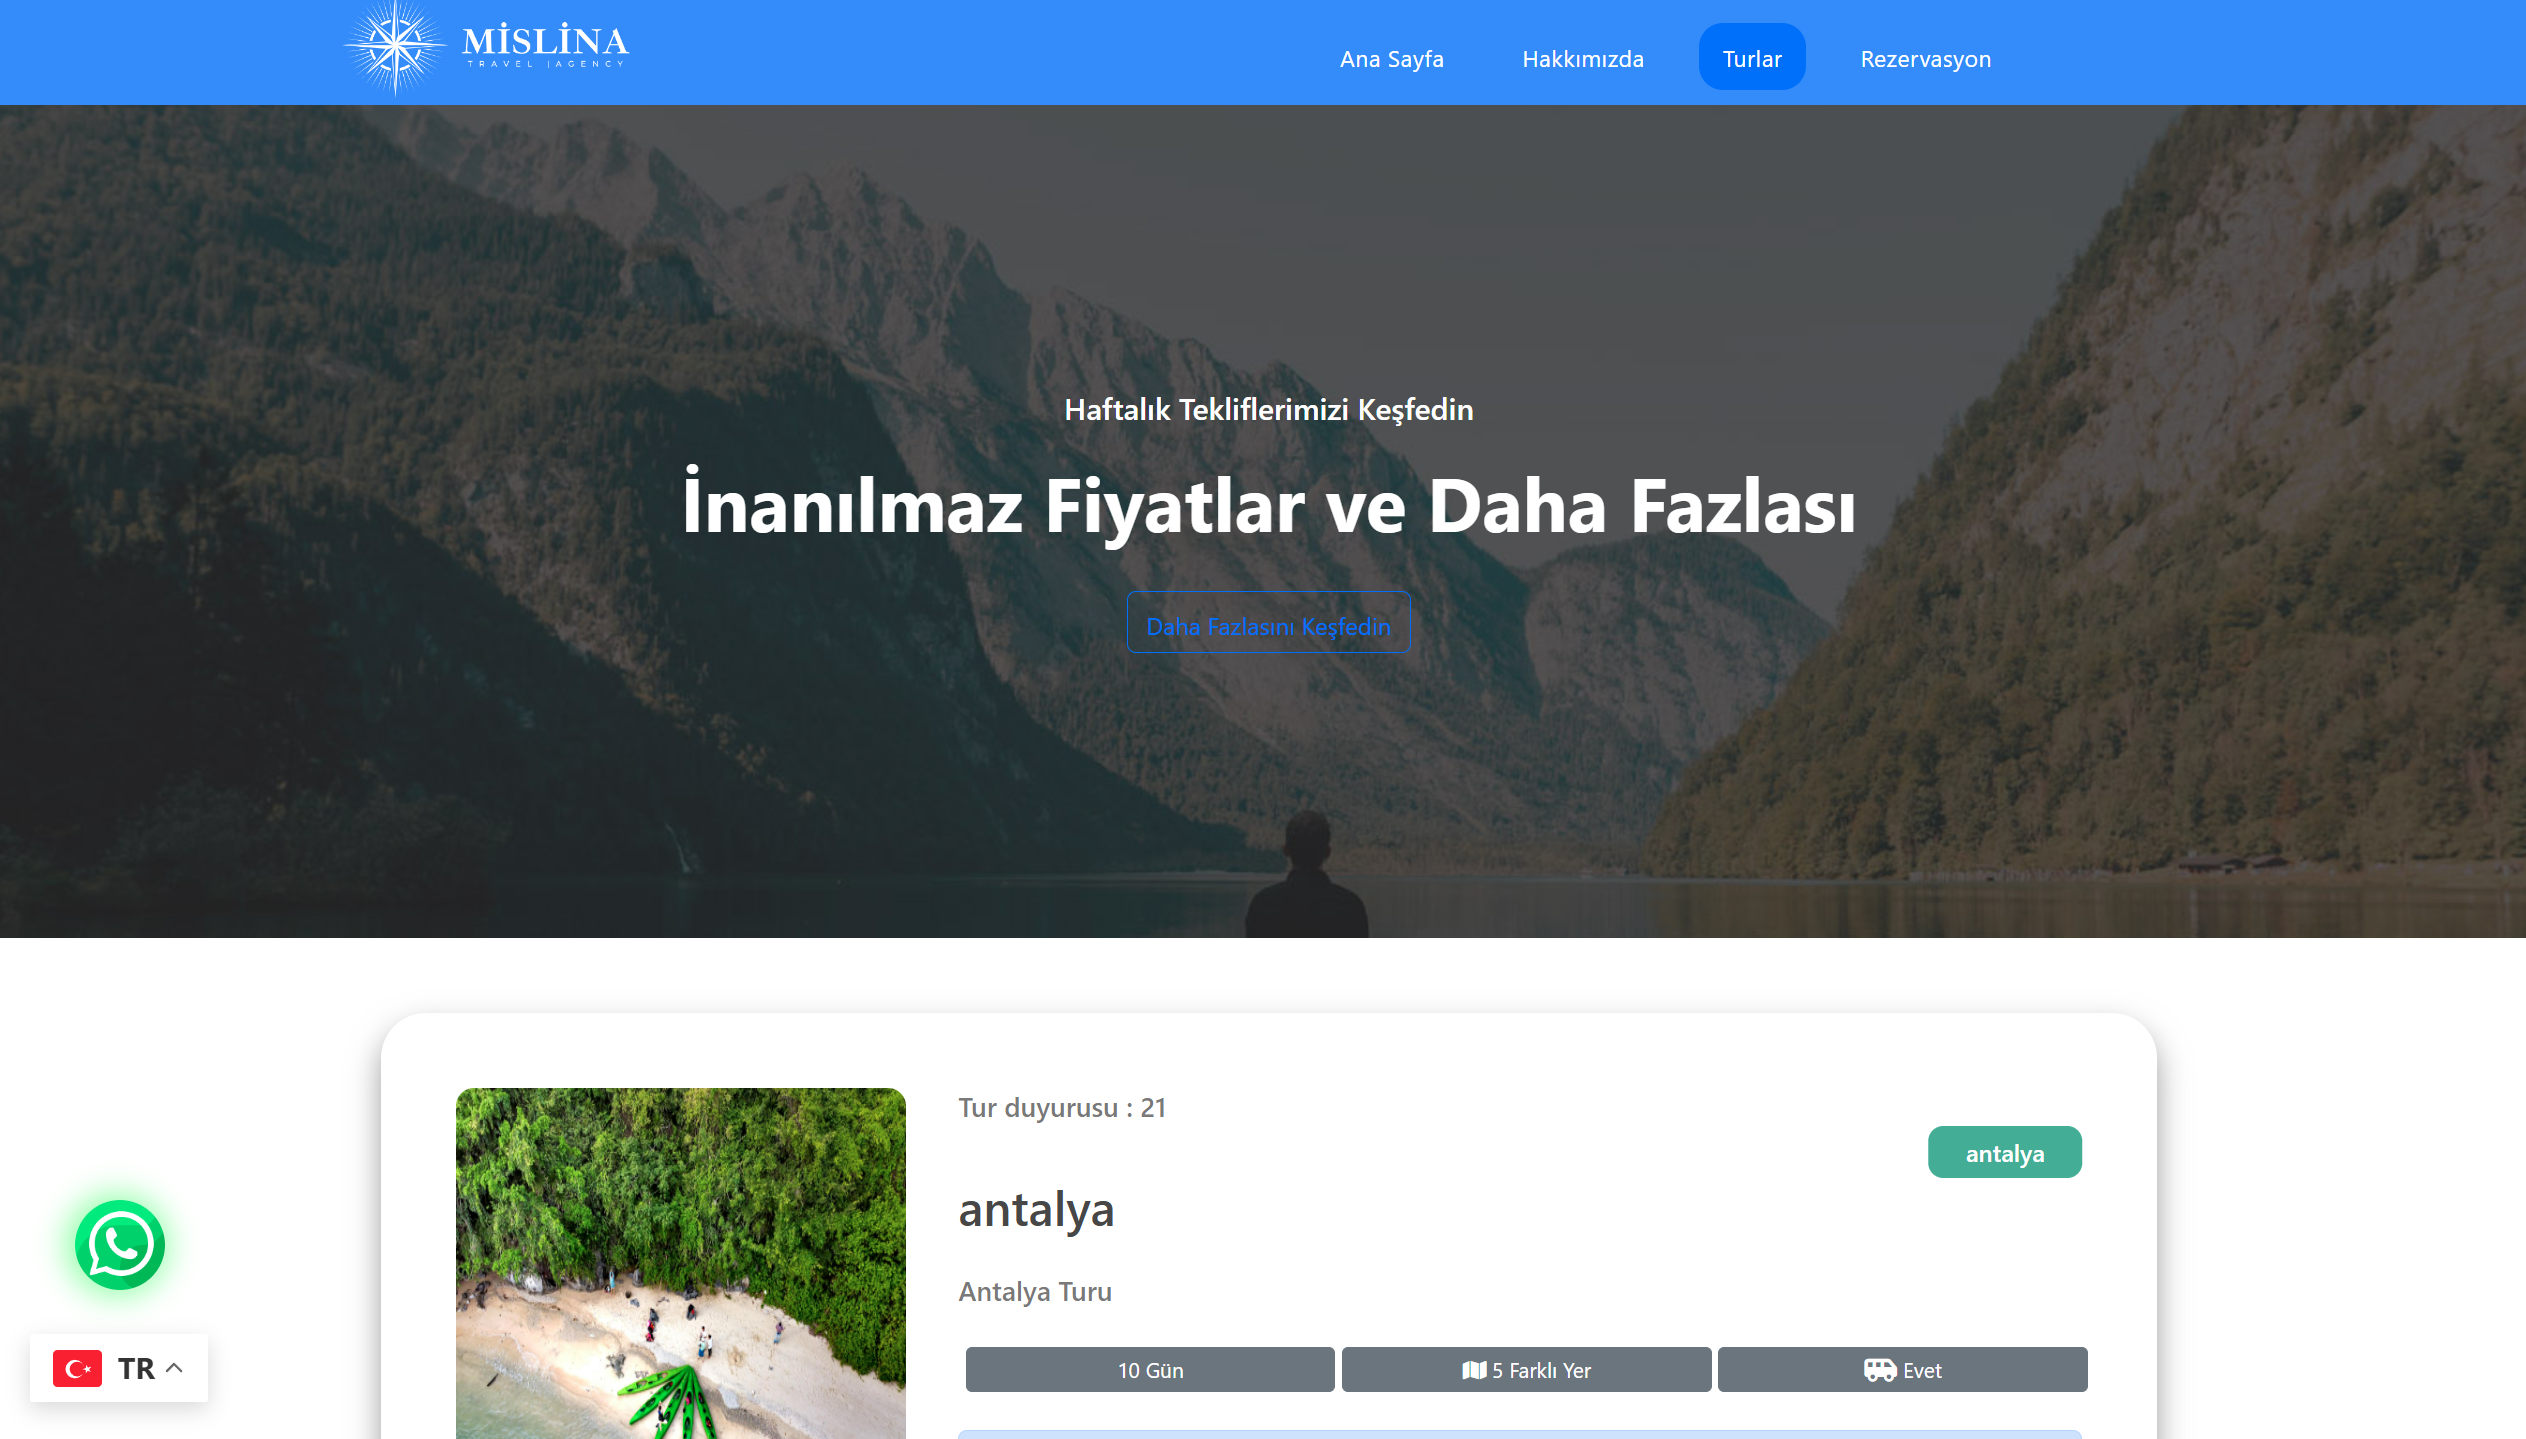 MİSLİNA
TRAVEL | AGENCY
Ana Sayfa
Hakkımızda
Turlar
Rezervasyon
Haftalık Tekliflerimizi Keşfedin
İnanılmaz Fiyatlar ve Daha Fazlası
Daha Fazlasını Keşfedin
Tur duyurusu : 21
antalya
antalya
Antalya Turu
10 Gün
5 Farklı Yer
Evet
TR